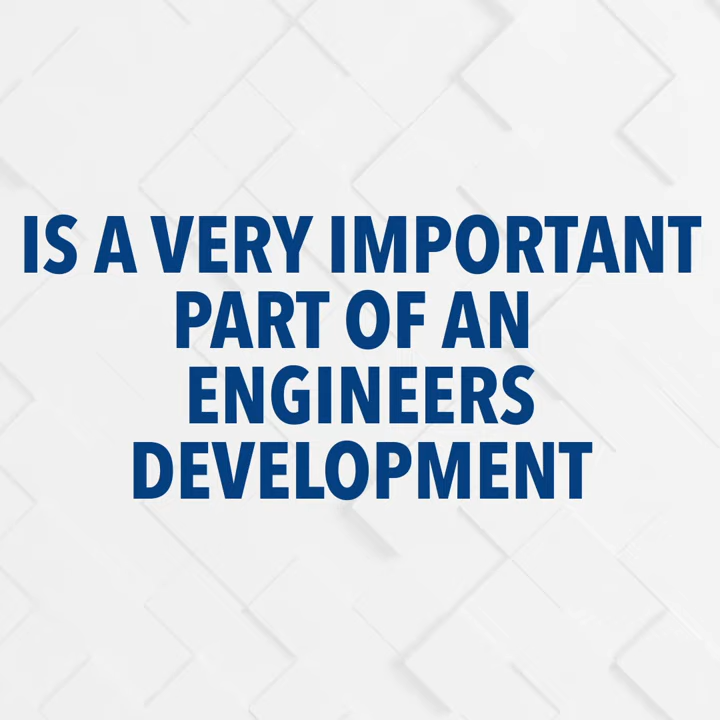 IS A VERY IMPORTANT
PART OF AN
ENGINEERS
DEVELOPMENT